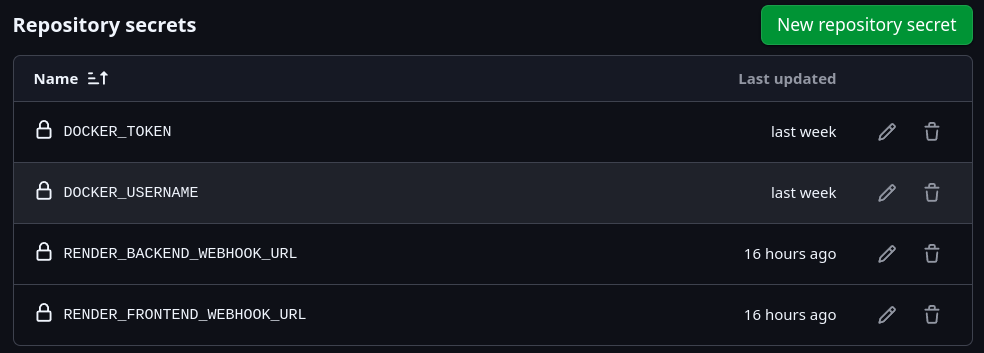 Repository secrets
New repository secret
Name Last updated
DOCKER_TOKEN last week
DOCKER_USERNAME last week
RENDER_BACKEND_WEBHOOK_URL 16 hours ago
RENDER_FRONTEND_WEBHOOK_URL 16 hours ago